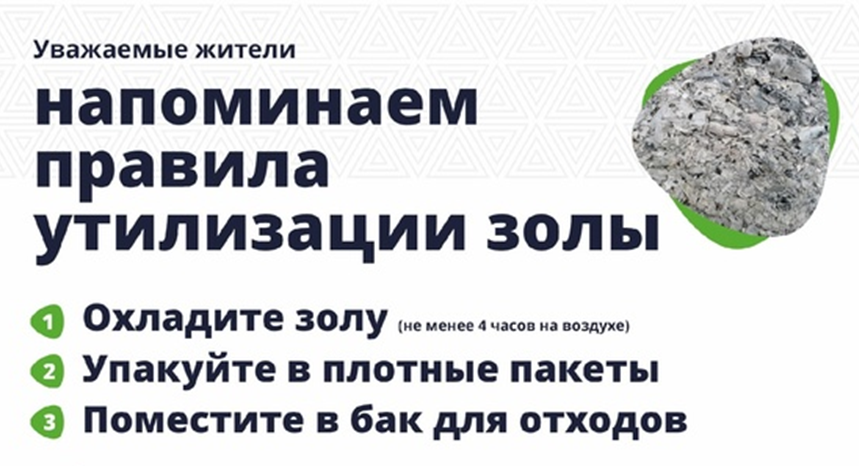 Уважаемые жители
напоминаем
правила
утилизации золы
1 Охладите золу (не менее 4 часов на воздухе)
2 Упакуйте в плотные пакеты
3 Поместите в бак для отходов